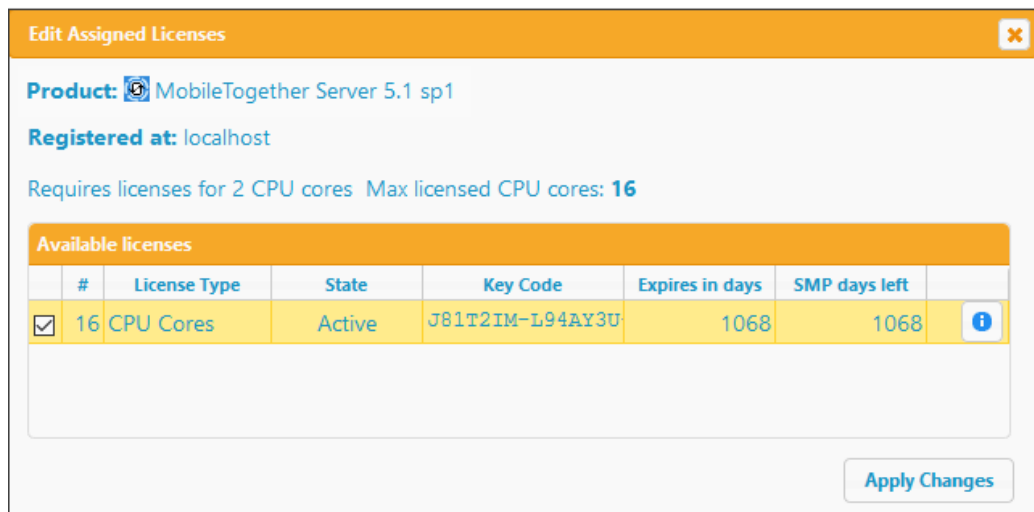 Edit Assigned Licenses
Product: MobileTogether Server 5.1 sp1
Registered at: localhost
Requires licenses for 2 CPU cores Max licensed CPU cores: 16
Available licenses
# License Type State Key Code Expires in days SMP days left
16 CPU Cores Active J81T2IM-L94AY3U- 1068 1068
Apply Changes